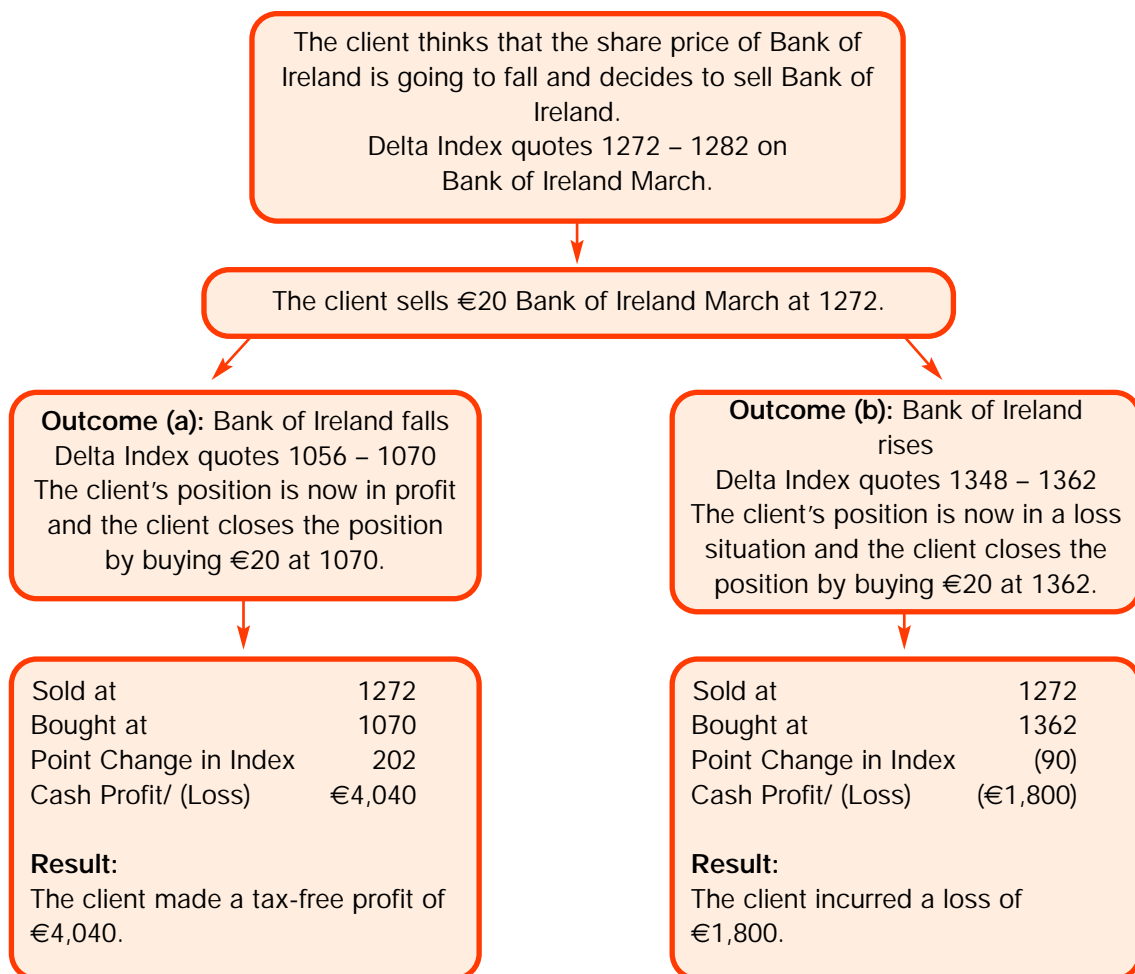 The client thinks that the share price of Bank of
Ireland is going to fall and decides to sell Bank of
Ireland.
Delta Index quotes 1272 – 1282 on
Bank of Ireland March.
The client sells €20 Bank of Ireland March at 1272.
Outcome (a): Bank of Ireland falls
Delta Index quotes 1056 – 1070
The client's position is now in profit
and the client closes the position
by buying €20 at 1070.
Outcome (b): Bank of Ireland
rises
Delta Index quotes 1348 – 1362
The client's position is now in a loss
situation and the client closes the
position by buying €20 at 1362.
Sold at 1272
Bought at 1070
Point Change in Index 202
Cash Profit/ (Loss) €4,040
Result:
The client made a tax-free profit of
€4,040.
Sold at 1272
Bought at 1362
Point Change in Index (90)
Cash Profit/ (Loss) (€1,800)
Result:
The client incurred a loss of
€1,800.